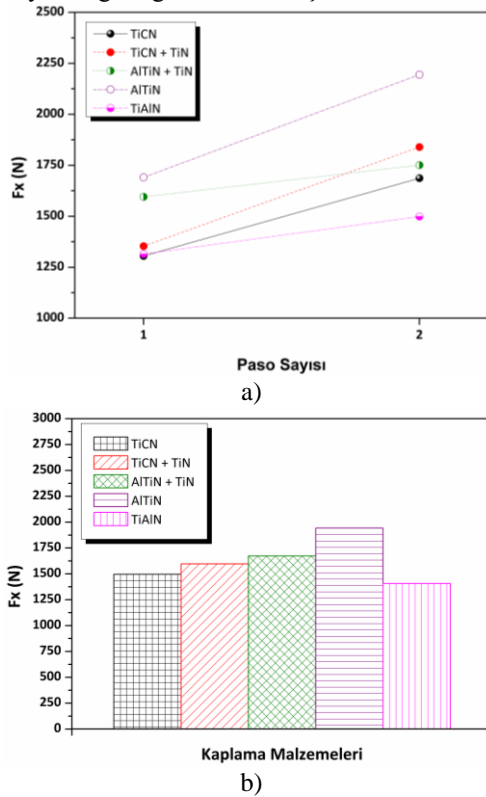 TiCN
TiCN + TiN
AlTiN + TiN
AlTiN
TiAlN
2500
2250
2000
1750
1500
1250
1000
Fx (N)
1 2
Paso Sayısı
a)
3000
2750
2500
2250
2000
1750
1500
1250
1000
750
500
250
0
Fx (N)
TiCN
TiCN + TiN
AlTiN + TiN
AlTiN
TiAlN
Kaplama Malzemeleri
b)